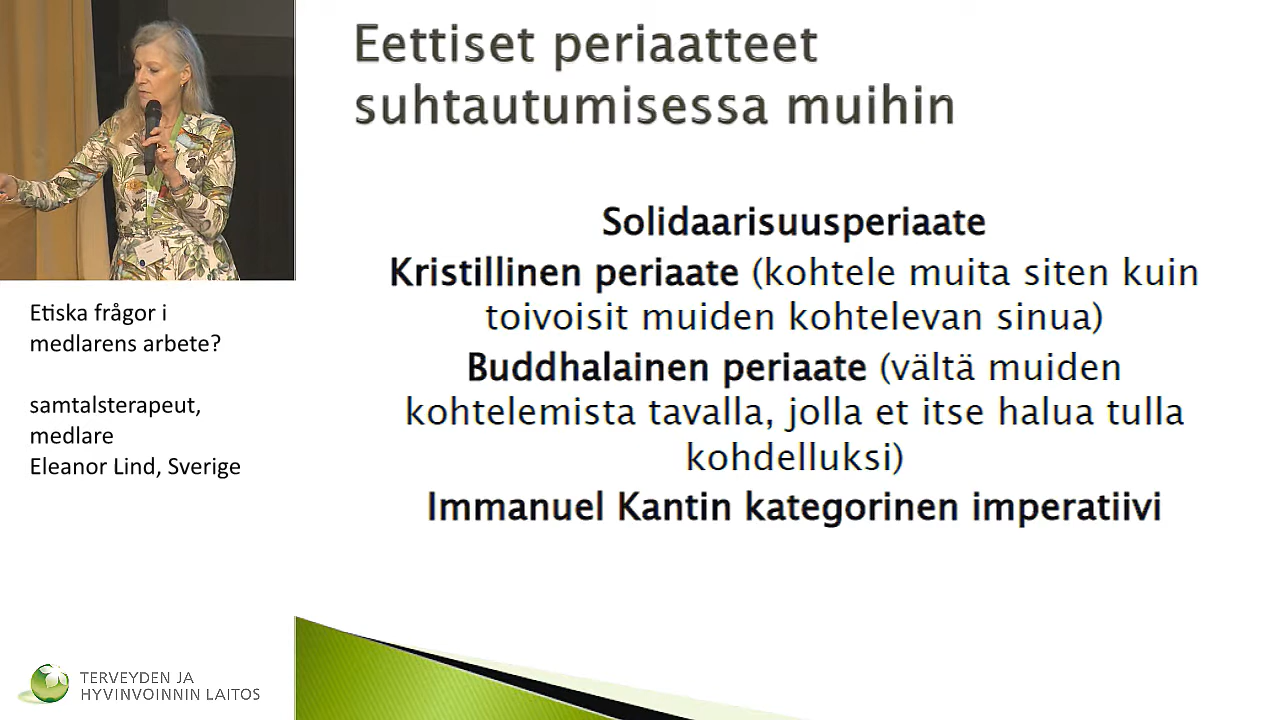 Eettiset periaatteet
suhtautumisessa muihin
Solidaarisuusperiaate
Kristillinen periaate (kohtele muita siten kuin
toivoisit muiden kohtelevan sinua)
Buddhalainen periaate (vältä muiden
kohtelemista tavalla, jolla et itse halua tulla
kohdelluksi)
Immanuel Kantin kategorinen imperatiivi
Etiska frågor i
medlarens arbete?
samtalsterapeut,
medlare
Eleanor Lind, Sverige
TERVEYDEN JA
HYVINVOINNIN LAITOS